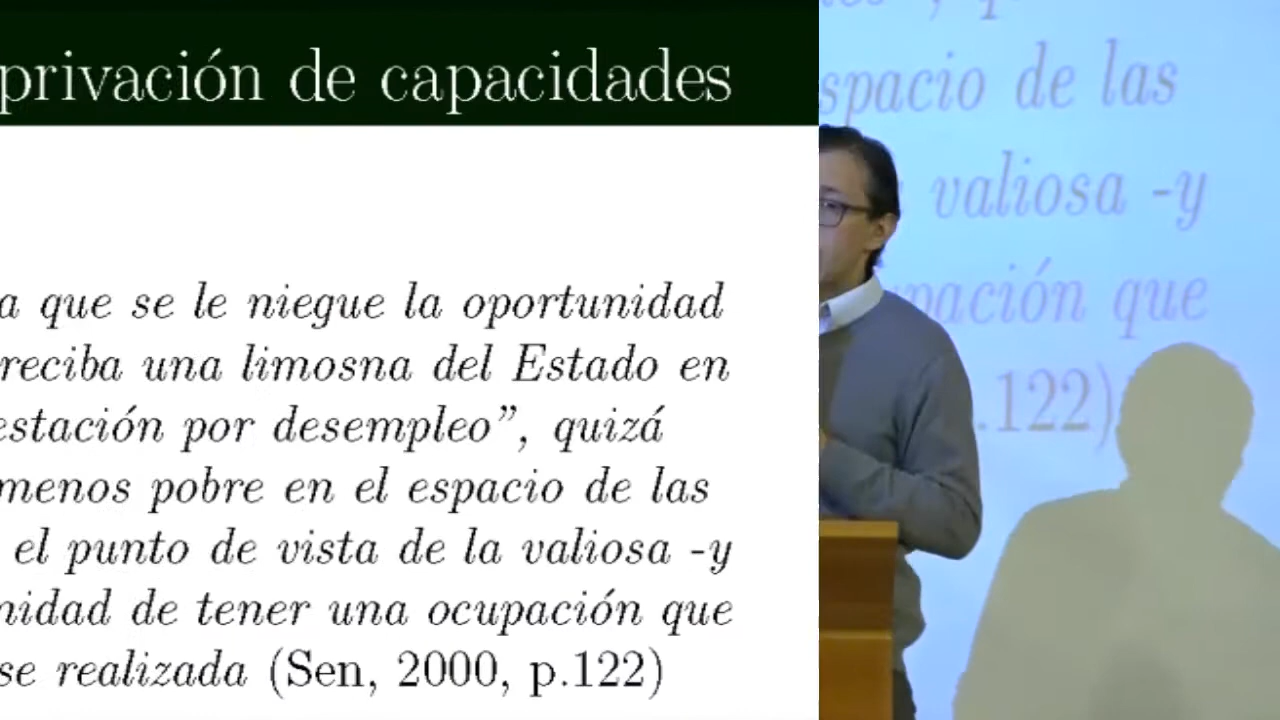 privación de capacidades
a que se le niegue la oportunidad
reciba una limosna del Estado en
estación por desempleo”, quizá
menos pobre en el espacio de las
el punto de vista de la valiosa -y
nidad de tener una ocupación que
se realizada (Sen, 2000, p.122)
spacio de las
valiosa -y
pación que
.122)